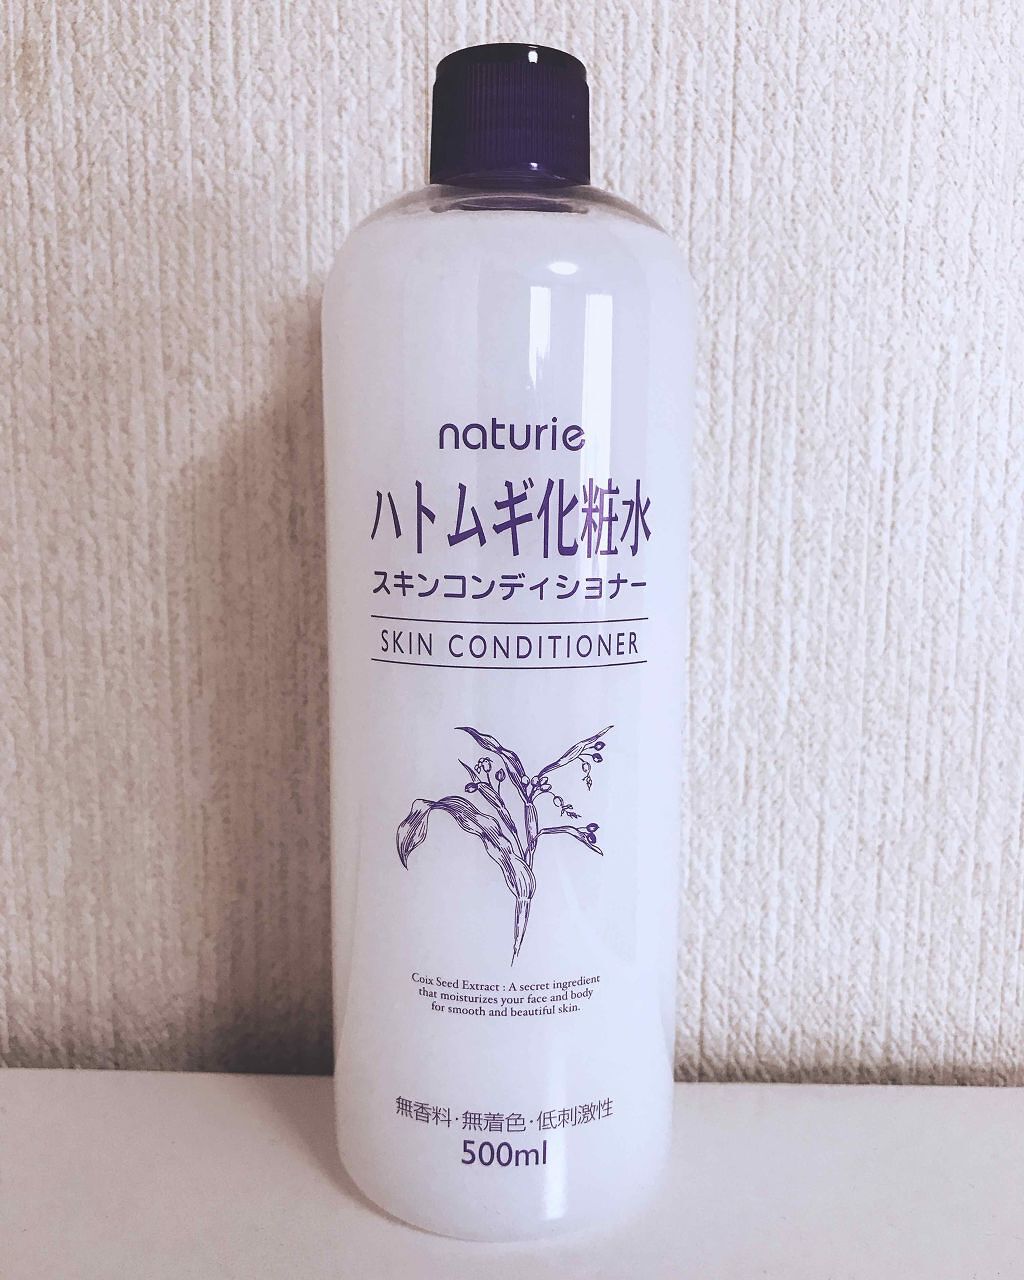 naturie
ハトムギ化粧水
スキンコンディショナー
SKIN CONDITIONER
Coix Seed Extract : A secret ingredient
that moisturizes your face and body
for smooth and beautiful skin.
無香料･無着色･低刺激性
500ml